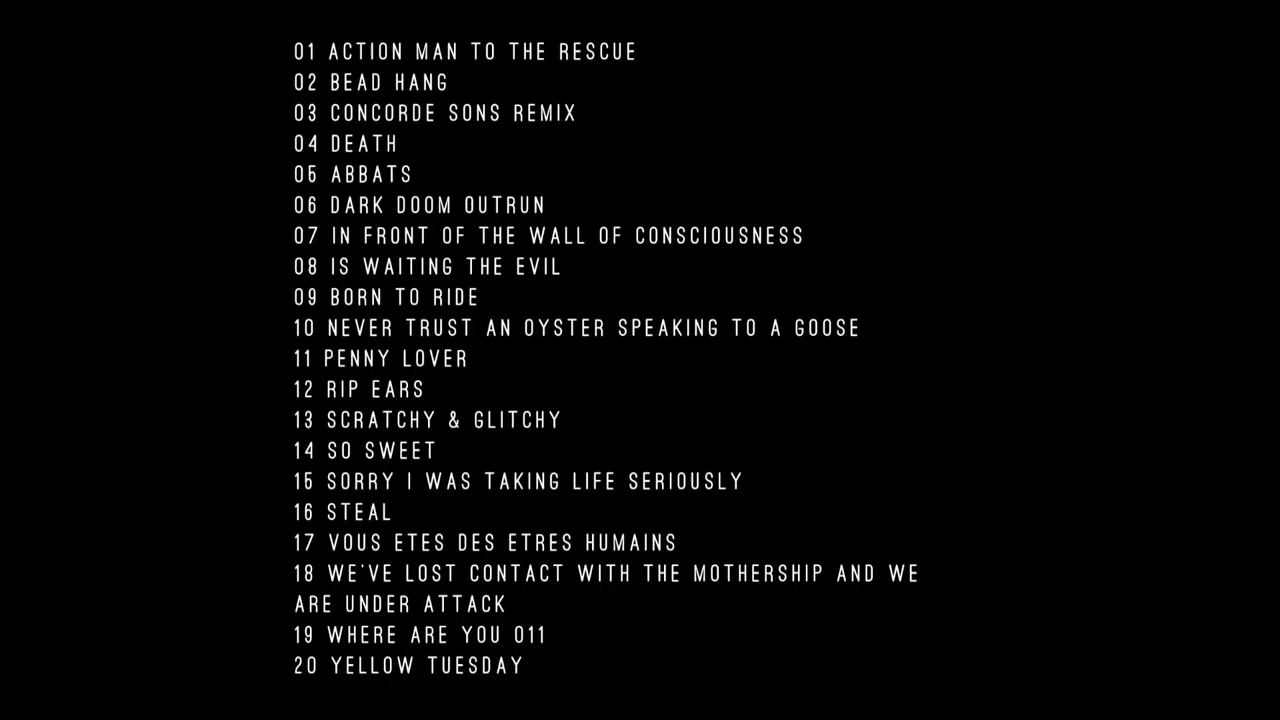 01 ACTION MAN TO THE RESCUE
02 BEAD HANG
03 CONCORDE SONS REMIX
04 DEATH
05 ABBATS
06 DARK DOOM OUTRUN
07 IN FRONT OF THE WALL OF CONSCIOUSNESS
08 IS WAITING THE EVIL
09 BORN TO RIDE
10 NEVER TRUST AN OYSTER SPEAKING TO A GOOSE
11 PENNY LOVER
12 RIP EARS
13 SCRATCHY & GLITCHY
14 SO SWEET
15 SORRY I WAS TAKING LIFE SERIOUSLY
16 STEAL
17 VOUS ETES DES ETRES HUMAINS
18 WE'VE LOST CONTACT WITH THE MOTHERSHIP AND WE
ARE UNDER ATTACK
19 WHERE ARE YOU 011
20 YELLOW TUESDAY